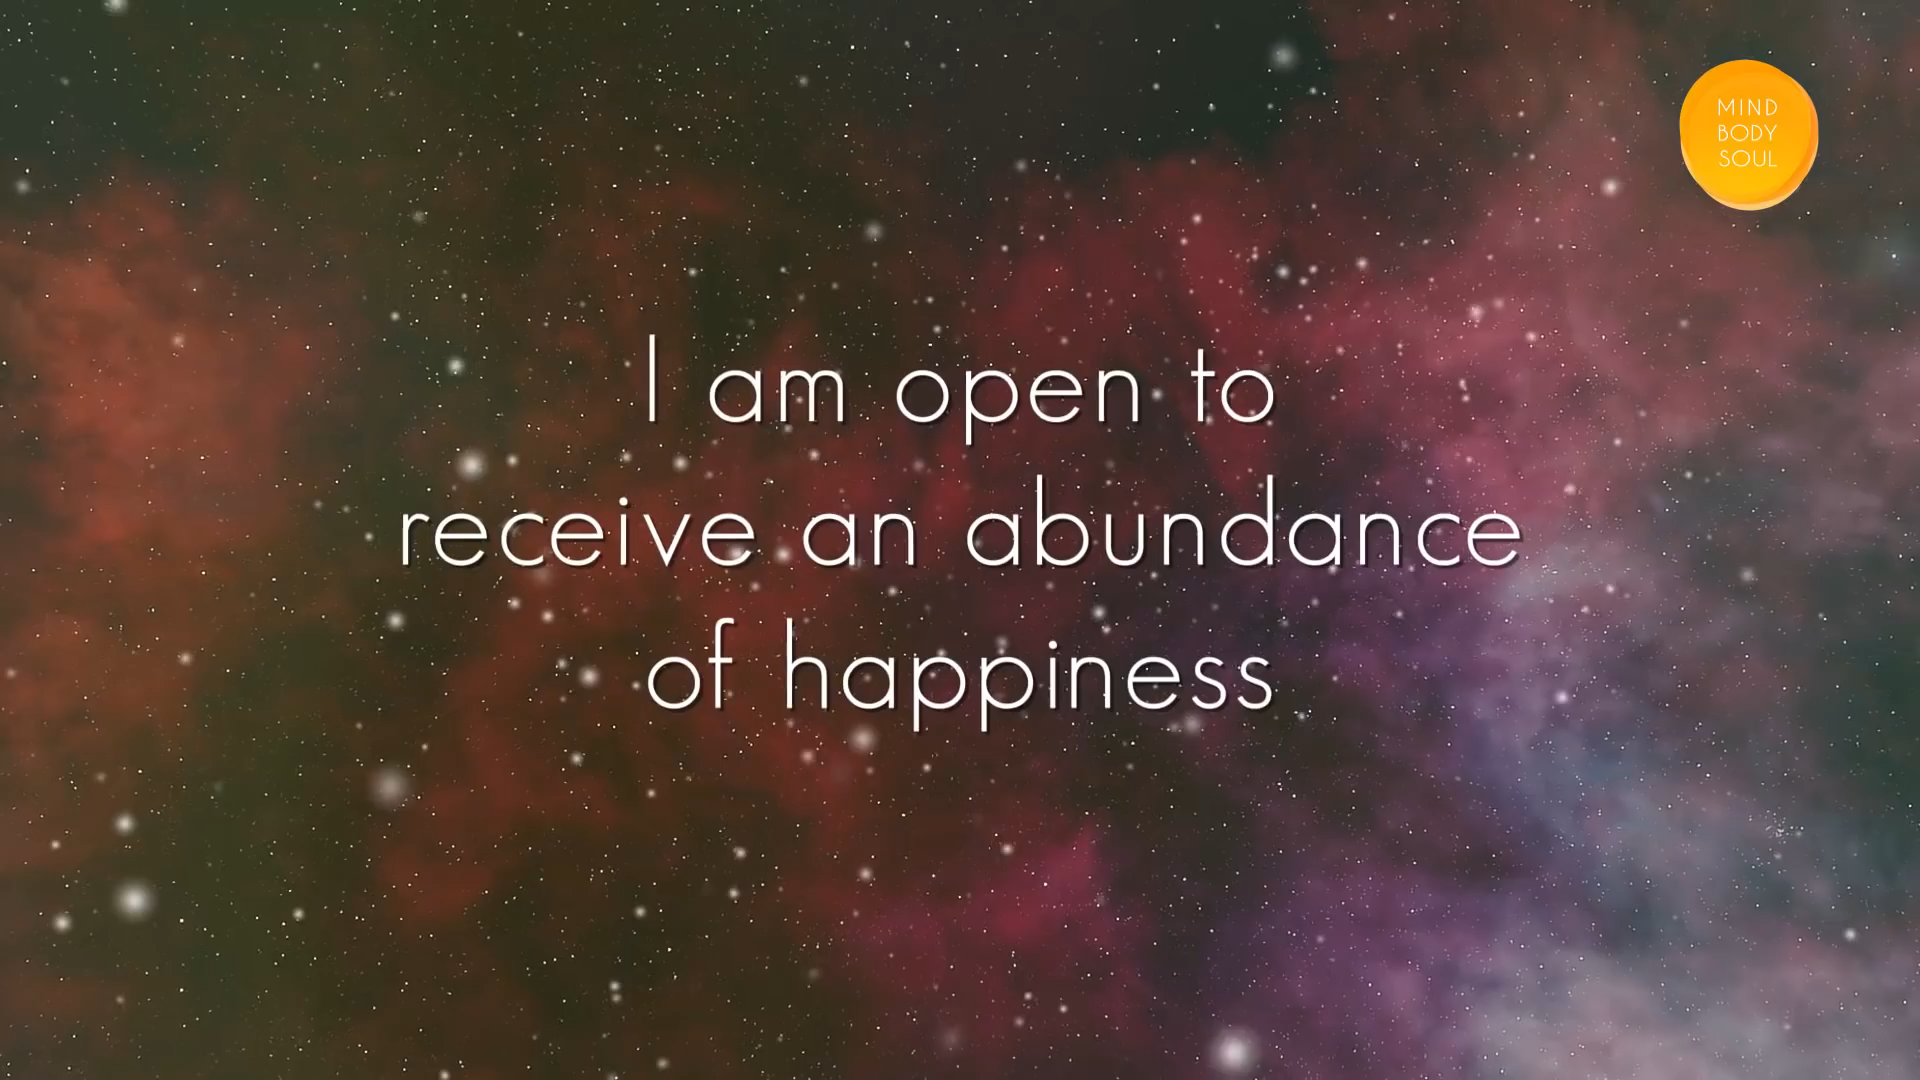 MIND
BODY
SOUL
I am open to
receive an abundance
of happiness